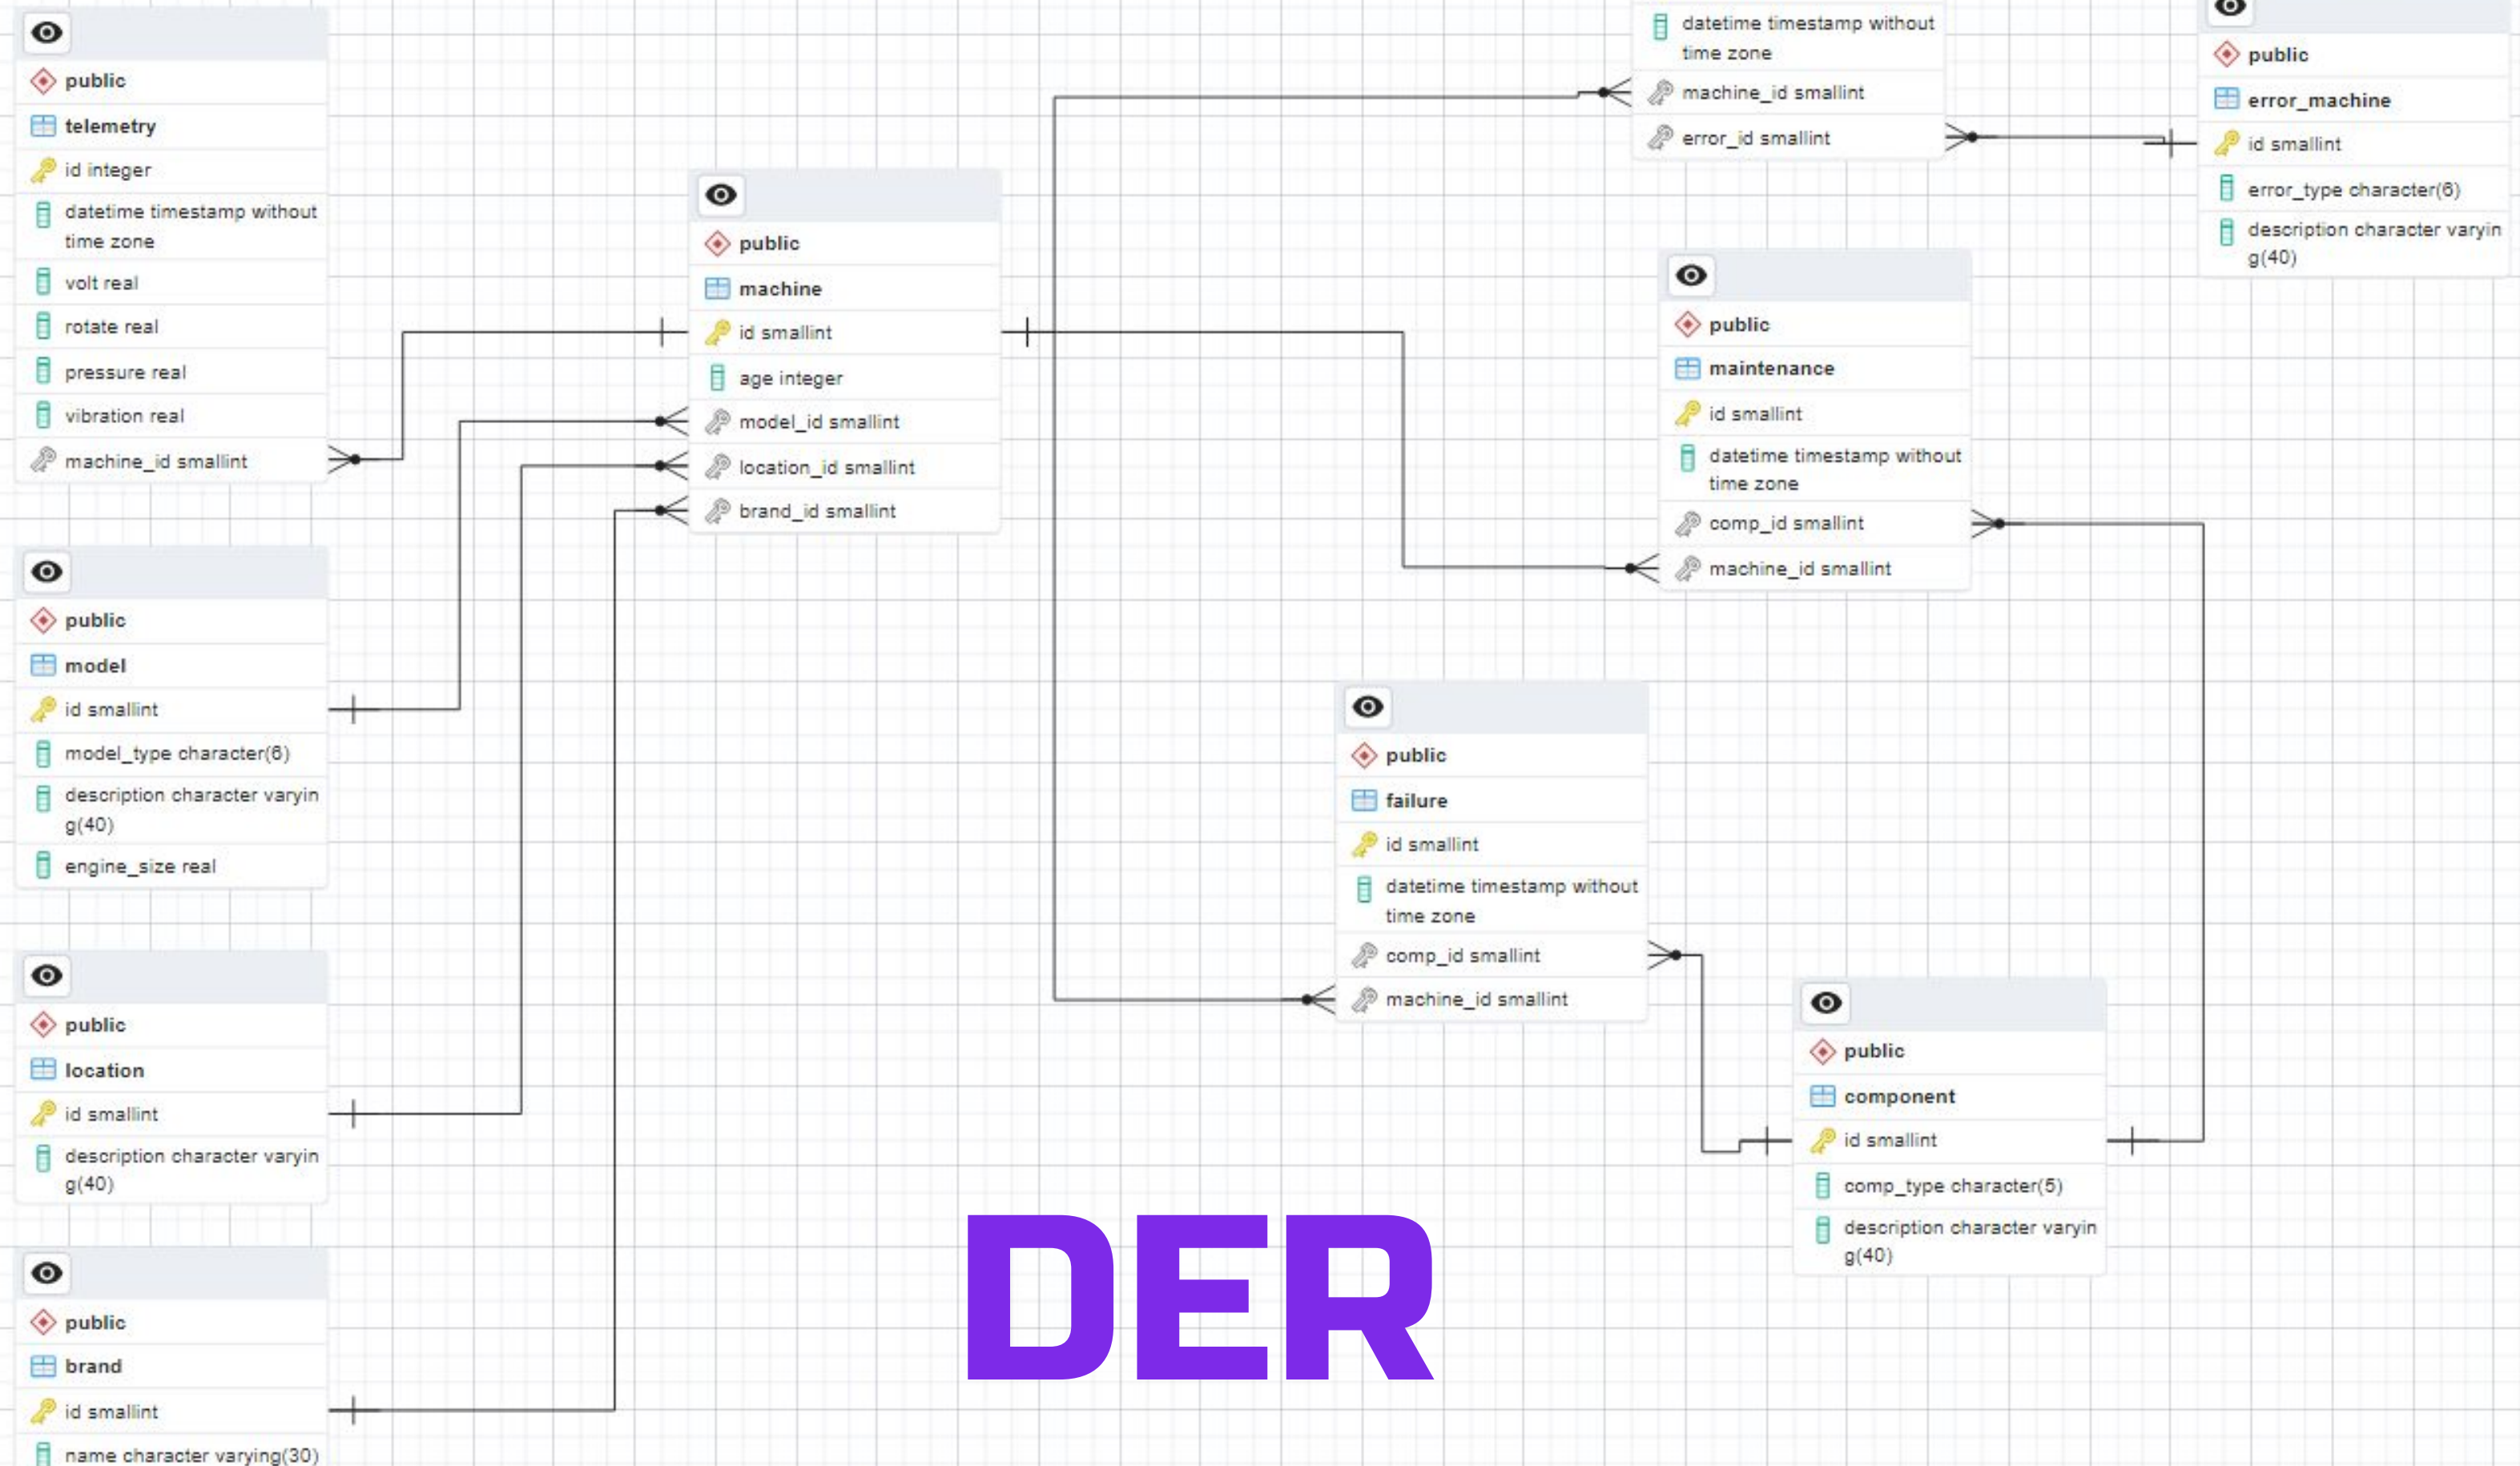 public
telemetry
id integer
datetime timestamp without
time zone
volt real
rotate real
pressure real
vibration real
machine_id smallint
public
model
id smallint
model_type character(6)
description character varyin
g(40)
engine_size real
public
location
id smallint
description character varyin
g(40)
public
brand
id smallint
name character varying(30)
public
machine
id smallint
age integer
model_id smallint
location_id smallint
brand_id smallint
datetime timestamp without
time zone
machine_id smallint
error_id smallint
public
error_machine
id smallint
error_type character(6)
description character varyin
g(40)
public
maintenance
id smallint
datetime timestamp without
time zone
comp_id smallint
machine_id smallint
public
failure
id smallint
datetime timestamp without
time zone
comp_id smallint
machine_id smallint
public
component
id smallint
comp_type character(5)
description character varyin
g(40)
DER